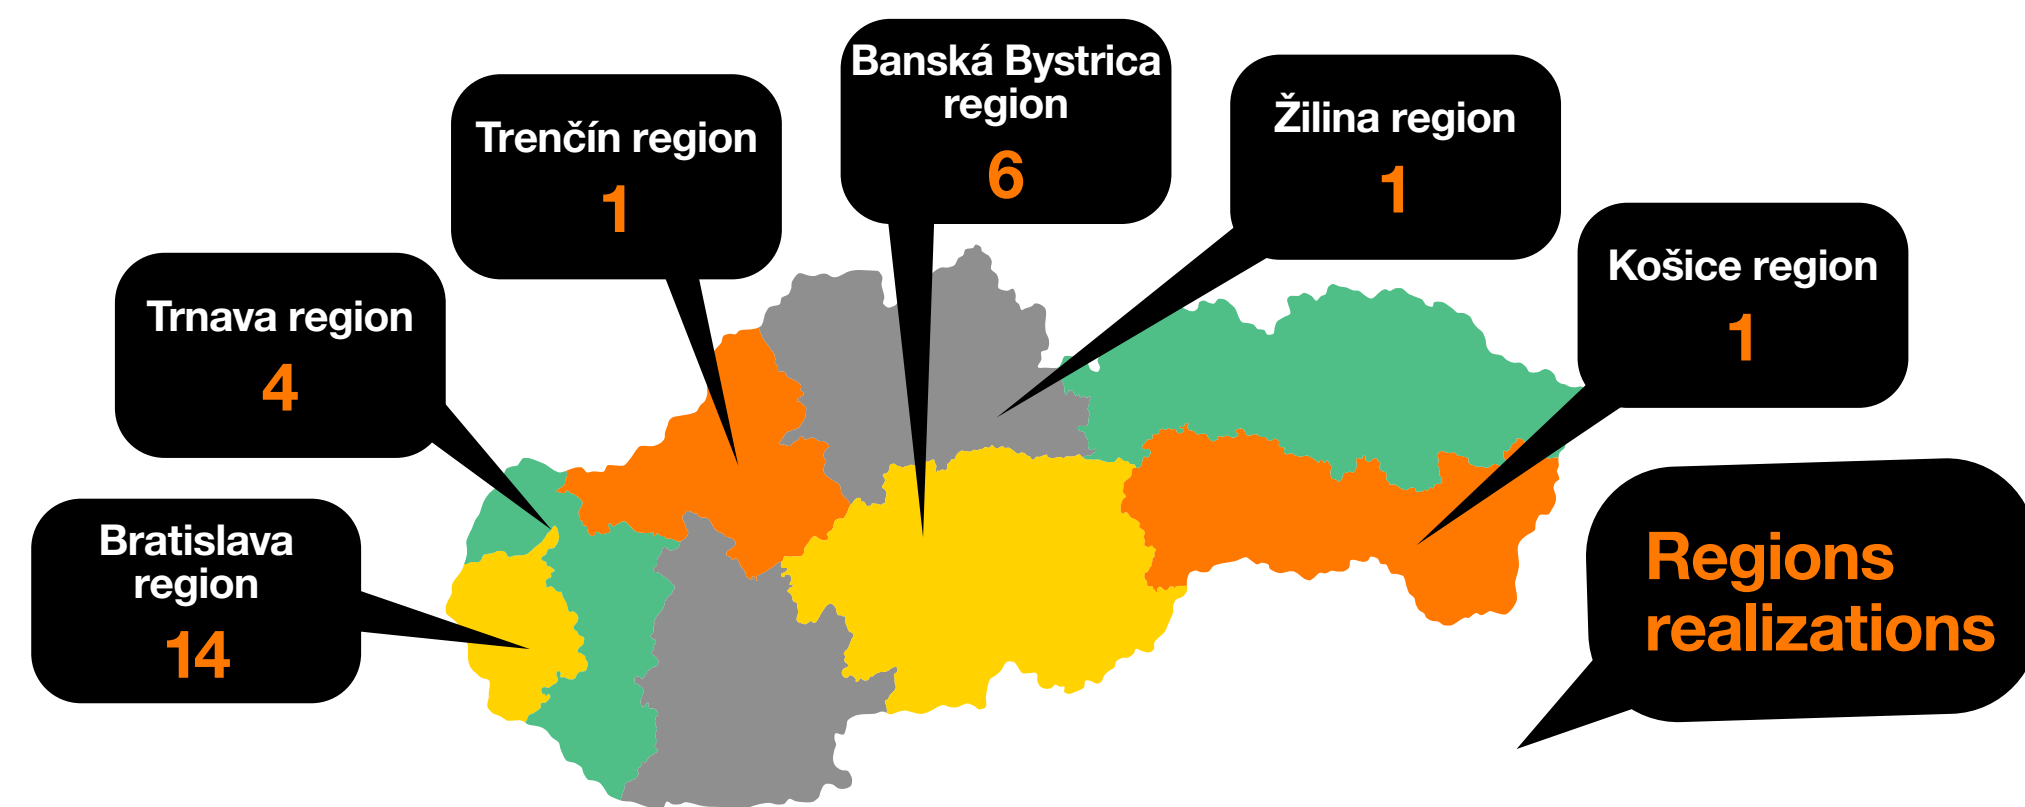 Banská Bystrica
region
6
Žilina region
1
Trenčín region
1
Košice region
1
Trnava region
4
Bratislava
region
14
Regions
realizations